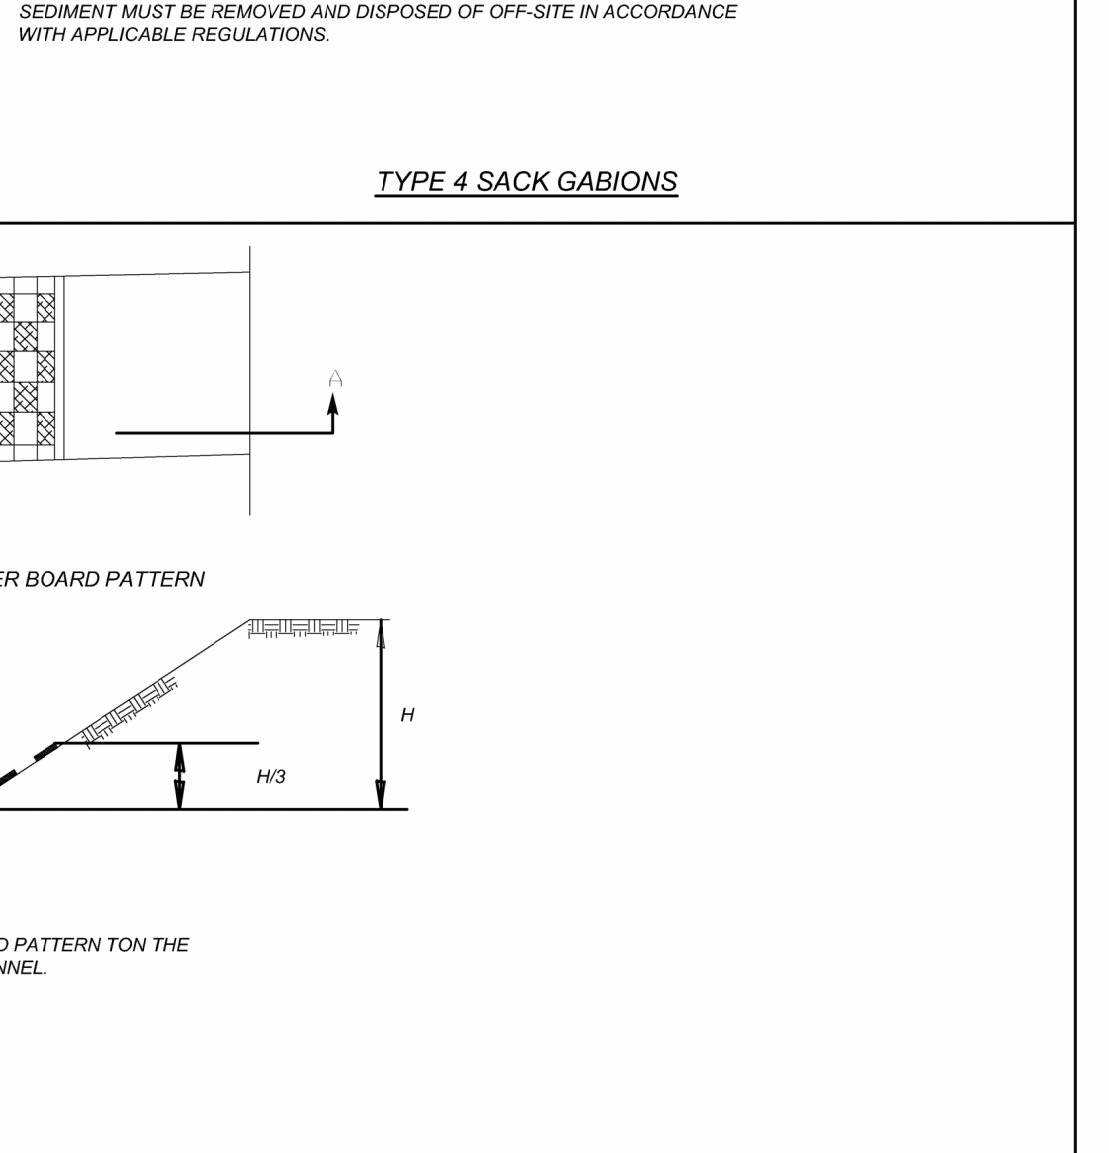 SEDIMENT MUST BE REMOVED AND DISPOSED OF OFF-SITE IN ACCORDANCE
WITH APPLICABLE REGULATIONS.
TYPE 4 SACK GABIONS
A
ER BOARD PATTERN
H
H/3
D PATTERN TON THE
NNEL.